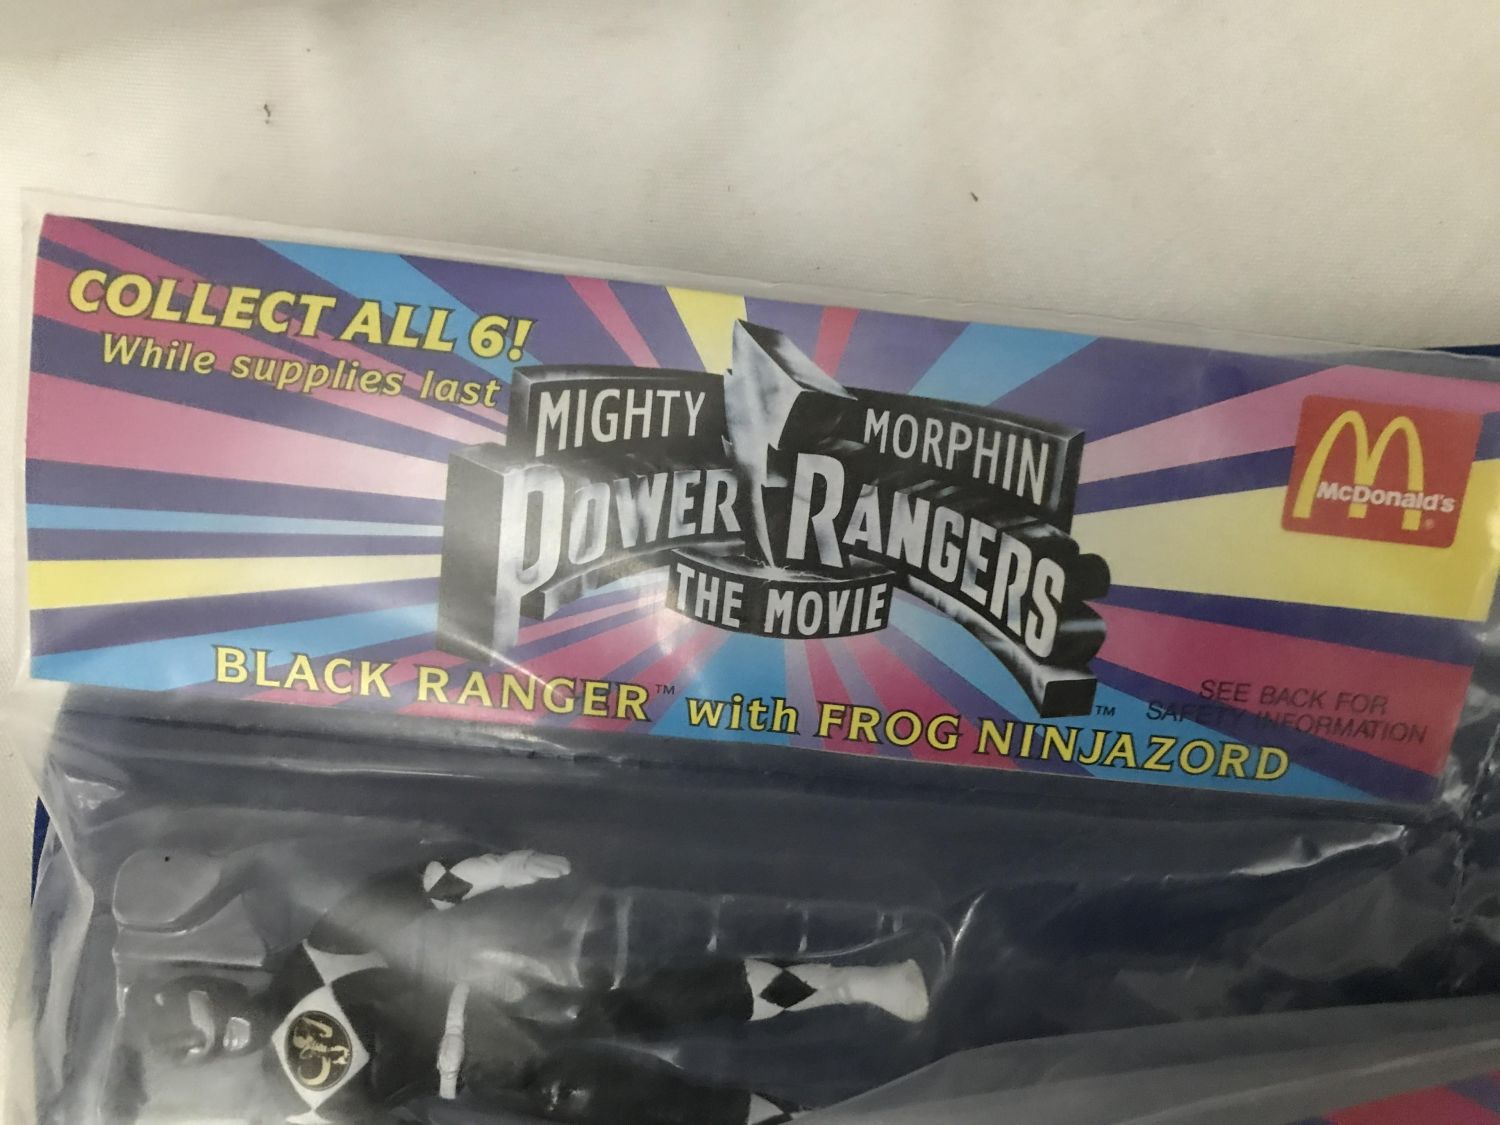 COLLECT ALL 6!
While supplies last
MIGHTY MORPHIN
POWER RANGERS
THE MOVIE
McDonald's®
BLACK RANGER™ with FROG NINJAZORD™
SEE BACK FOR
SAFETY INFORMATION